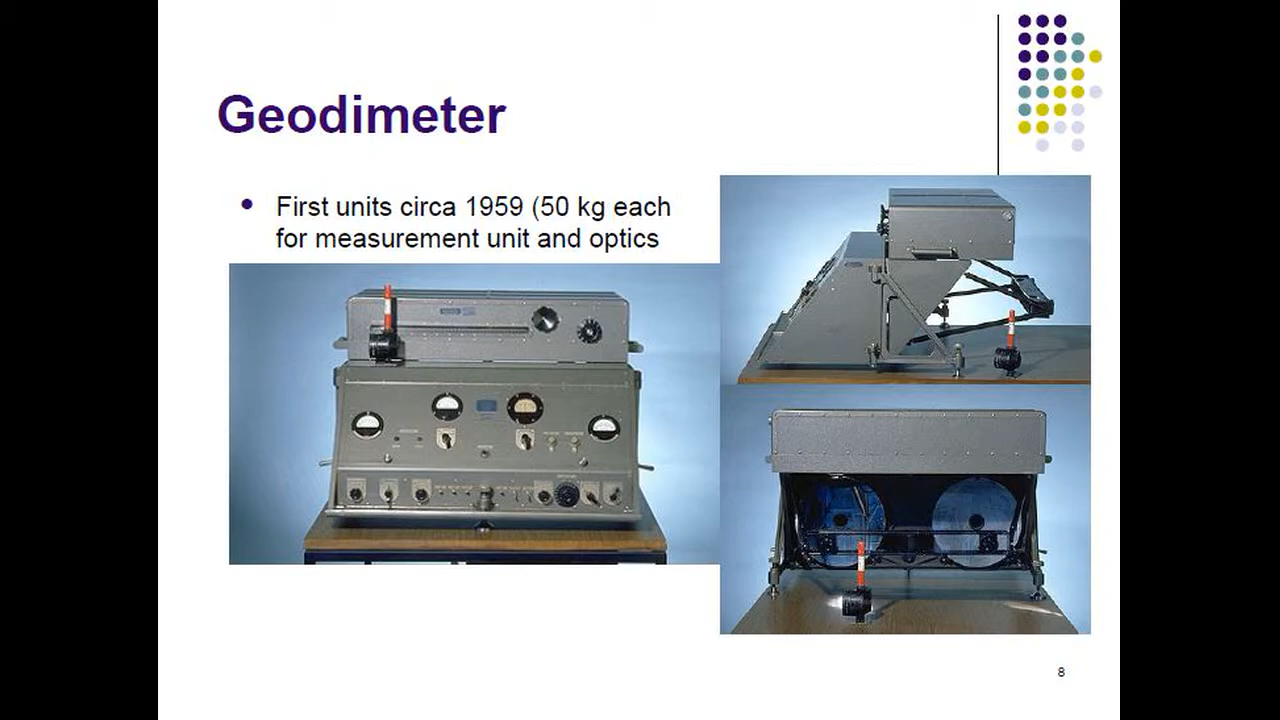 Geodimeter
First units circa 1959 (50 kg each
for measurement unit and optics
8